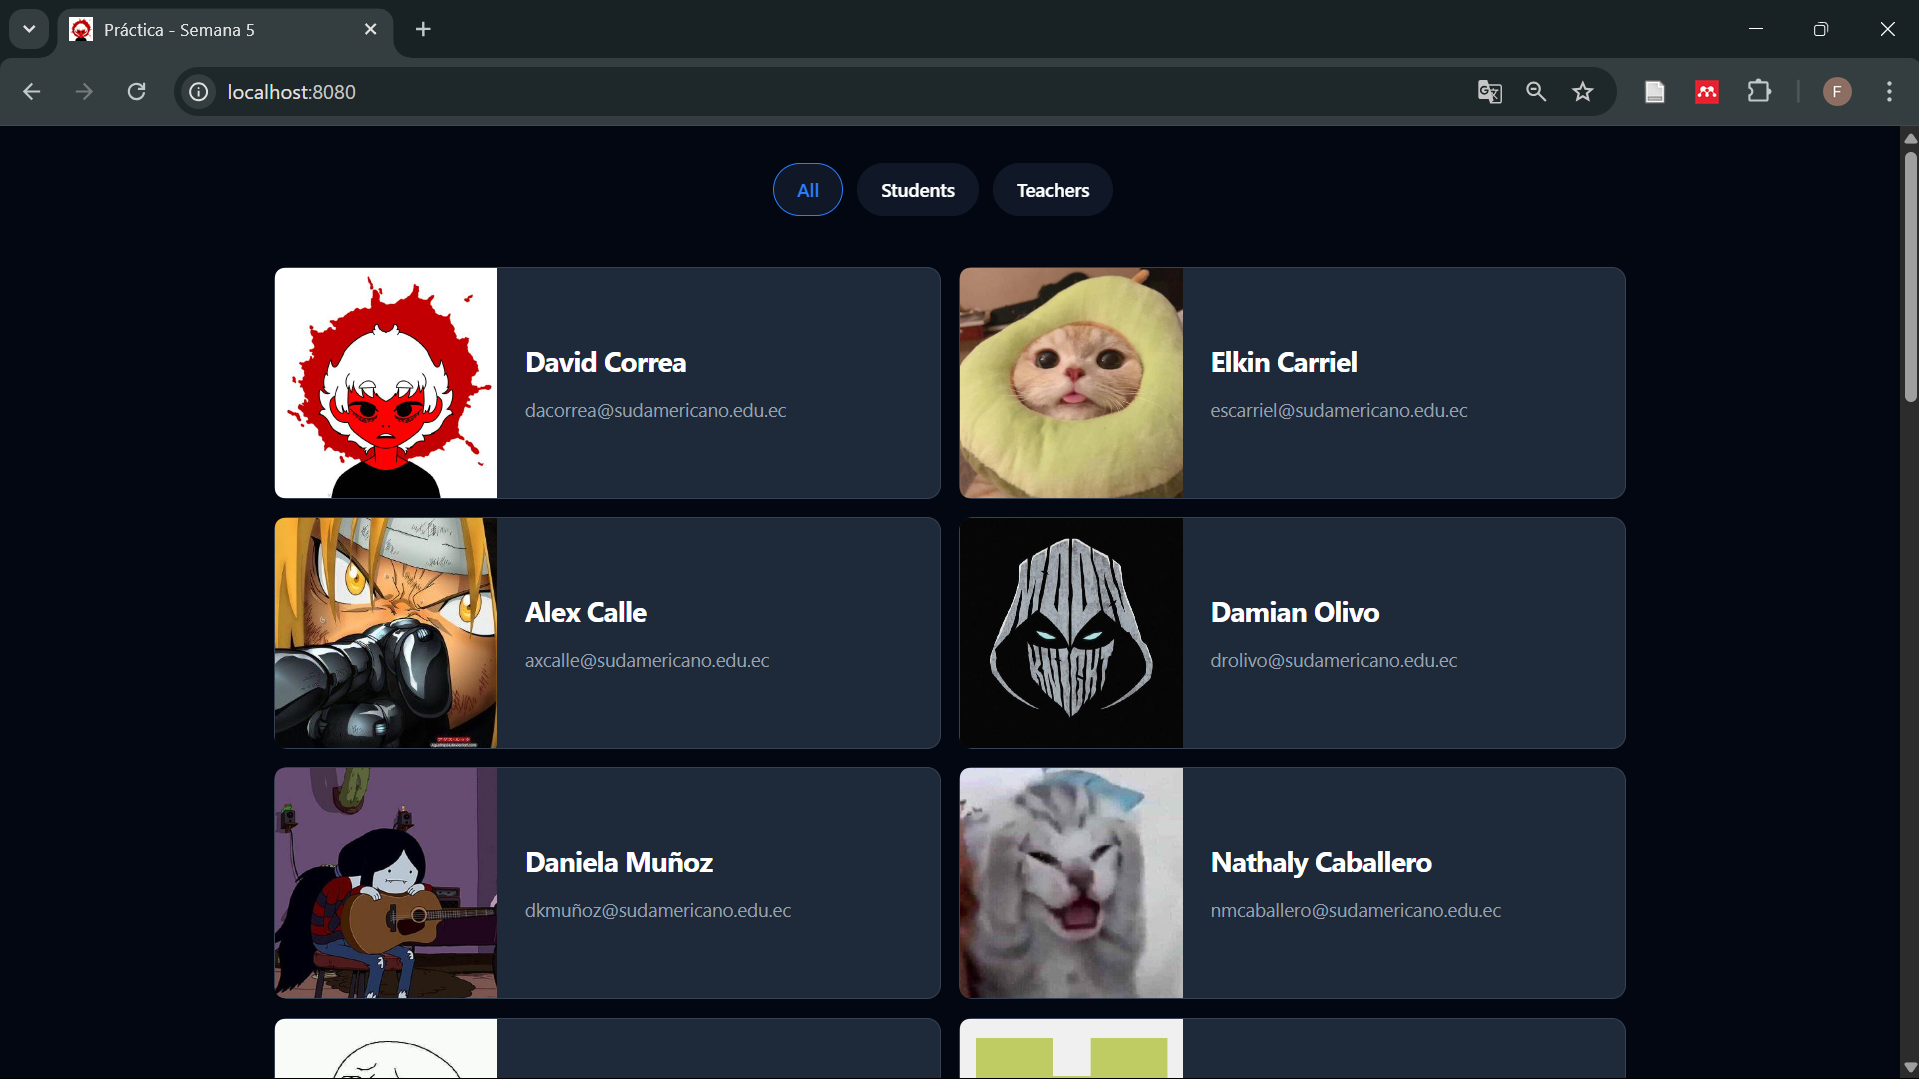 Práctica - Semana 5
localhost:8080
F
All
Students
Teachers
David Correa
dacorrea@sudamericano.edu.ec
Elkin Carriel
escarriel@sudamericano.edu.ec
Alex Calle
axcalle@sudamericano.edu.ec
MOON
KNIGHT
Damian Olivo
drolivo@sudamericano.edu.ec
Daniela Muñoz
dkmuñoz@sudamericano.edu.ec
Nathaly Caballero
nmcaballero@sudamericano.edu.ec